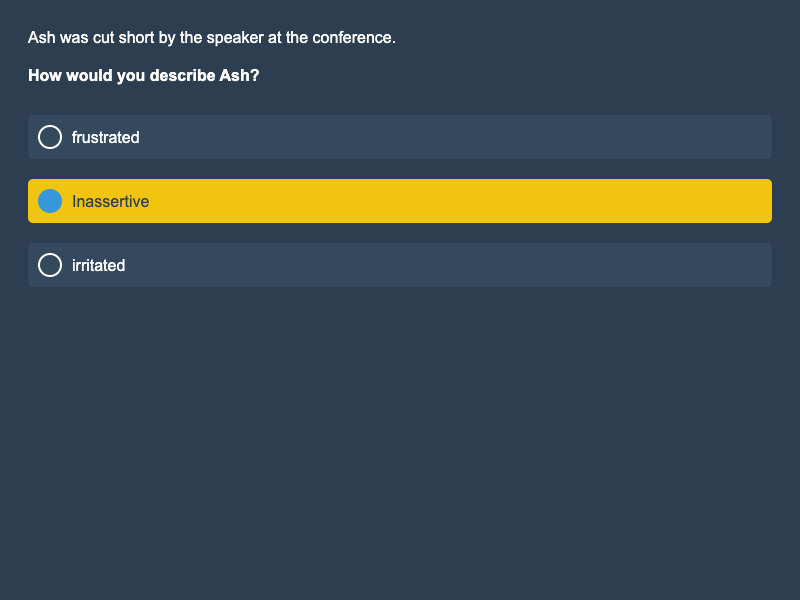 Ash was cut short by the speaker at the conference.
How would you describe Ash?
frustrated
Inassertive
irritated